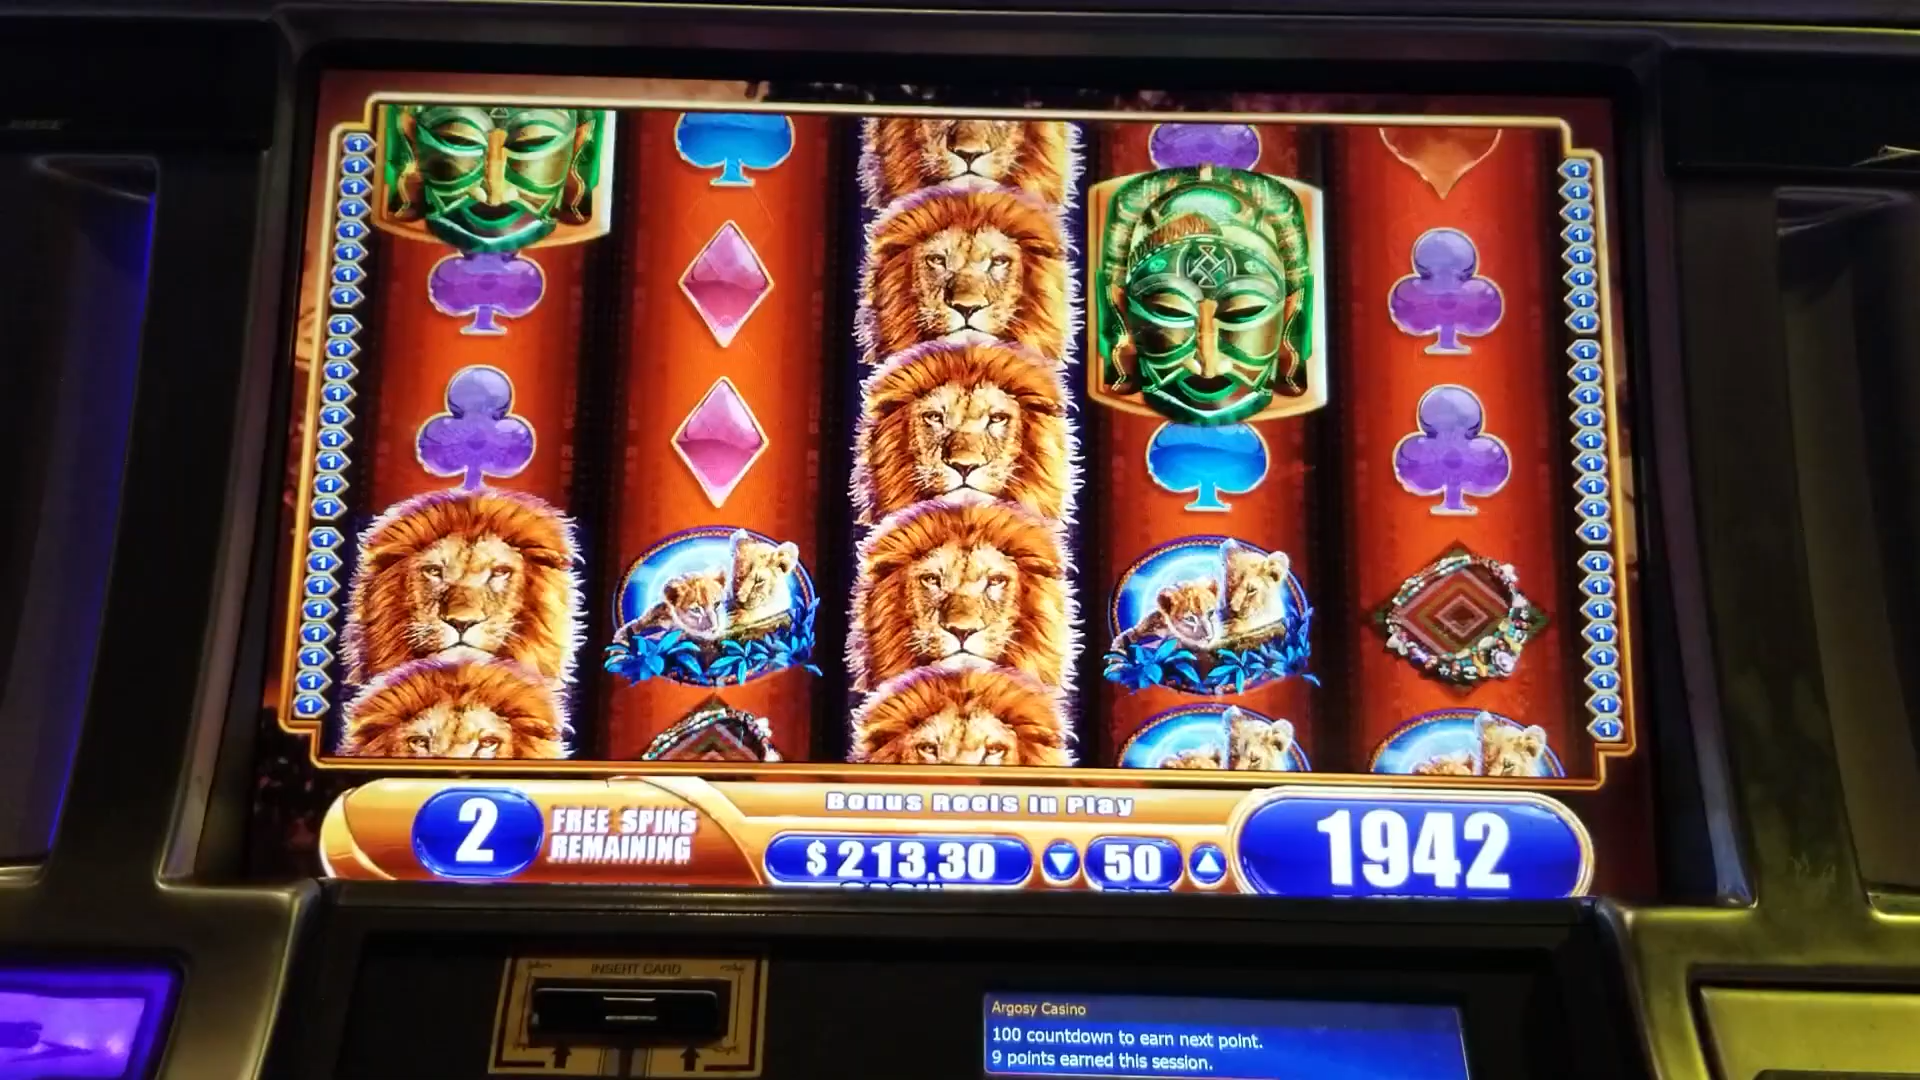 Bonus Reels In Play
2
FREE SPINS
REMAINING
$213.30
50
1942
INSERT CARD
Argosy Casino
100 countdown to earn next point.
9 points earned this session.